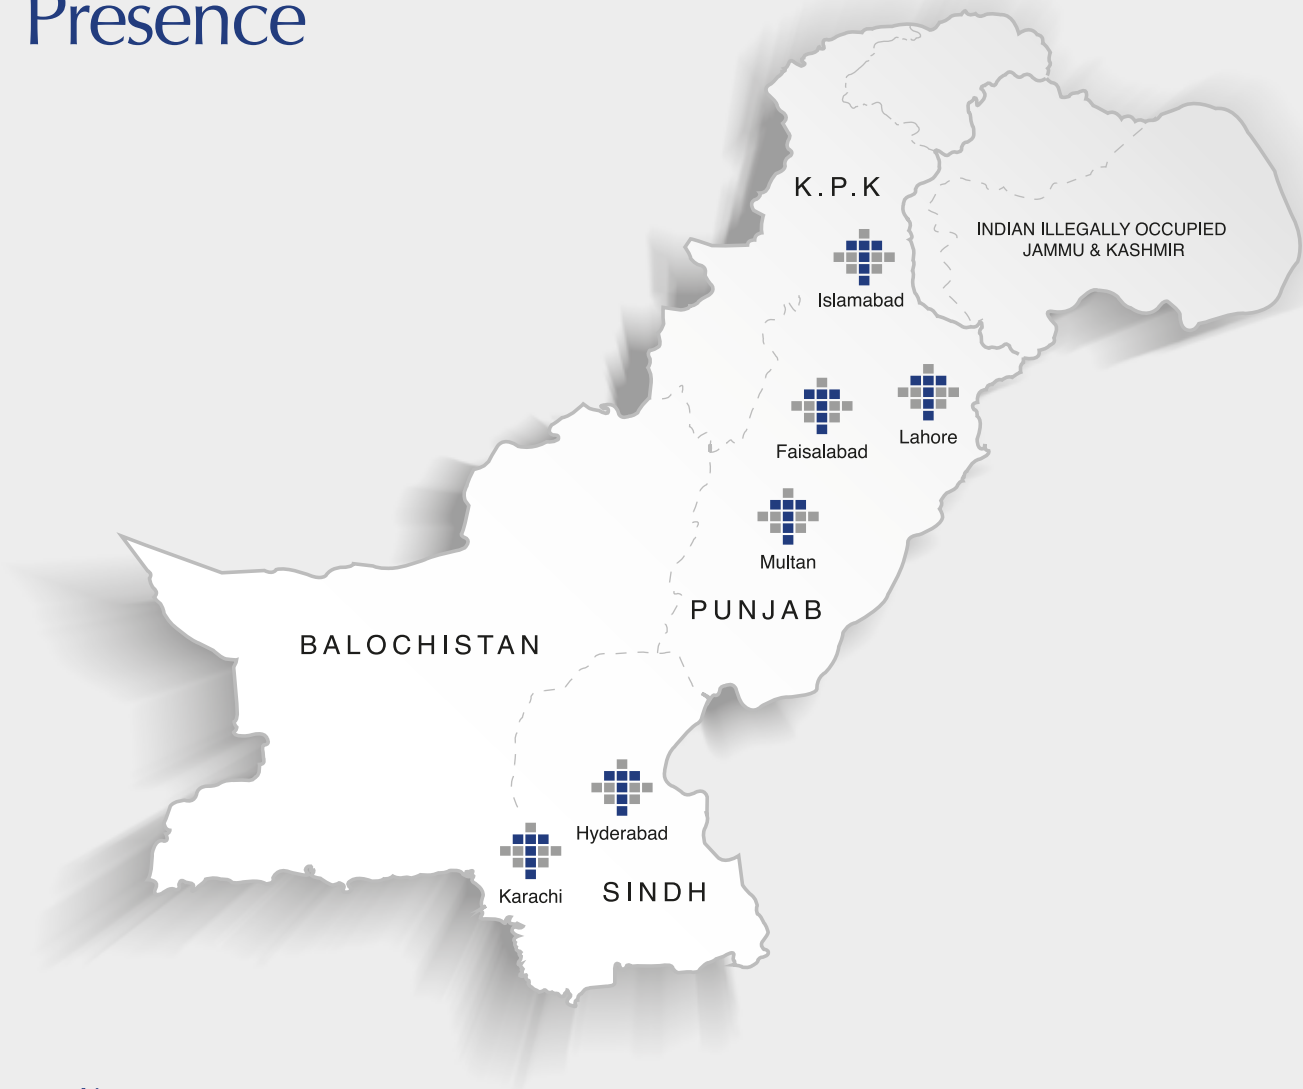 Presence
K.P.K
INDIAN ILLEGALLY OCCUPIED
JAMMU & KASHMIR
Islamabad
Lahore
Faisalabad
Multan
PUNJAB
BALOCHISTAN
Hyderabad
Karachi
SINDH